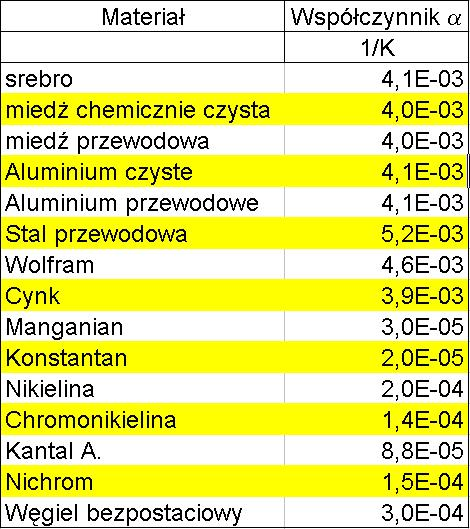 Materiał Współczynnik α
1/K
srebro 4,1E-03
miedż chemicznie czysta 4,0E-03
miedź przewodowa 4,0E-03
Aluminium czyste 4,1E-03
Aluminium przewodowe 4,1E-03
Stal przewodowa 5,2E-03
Wolfram 4,6E-03
Cynk 3,9E-03
Manganian 3,0E-05
Konstantan 2,0E-05
Nikielina 2,0E-04
Chromonikielina 1,4E-04
Kantal A. 8,8E-05
Nichrom 1,5E-04
Węgiel bezpostaciowy 3,0E-04